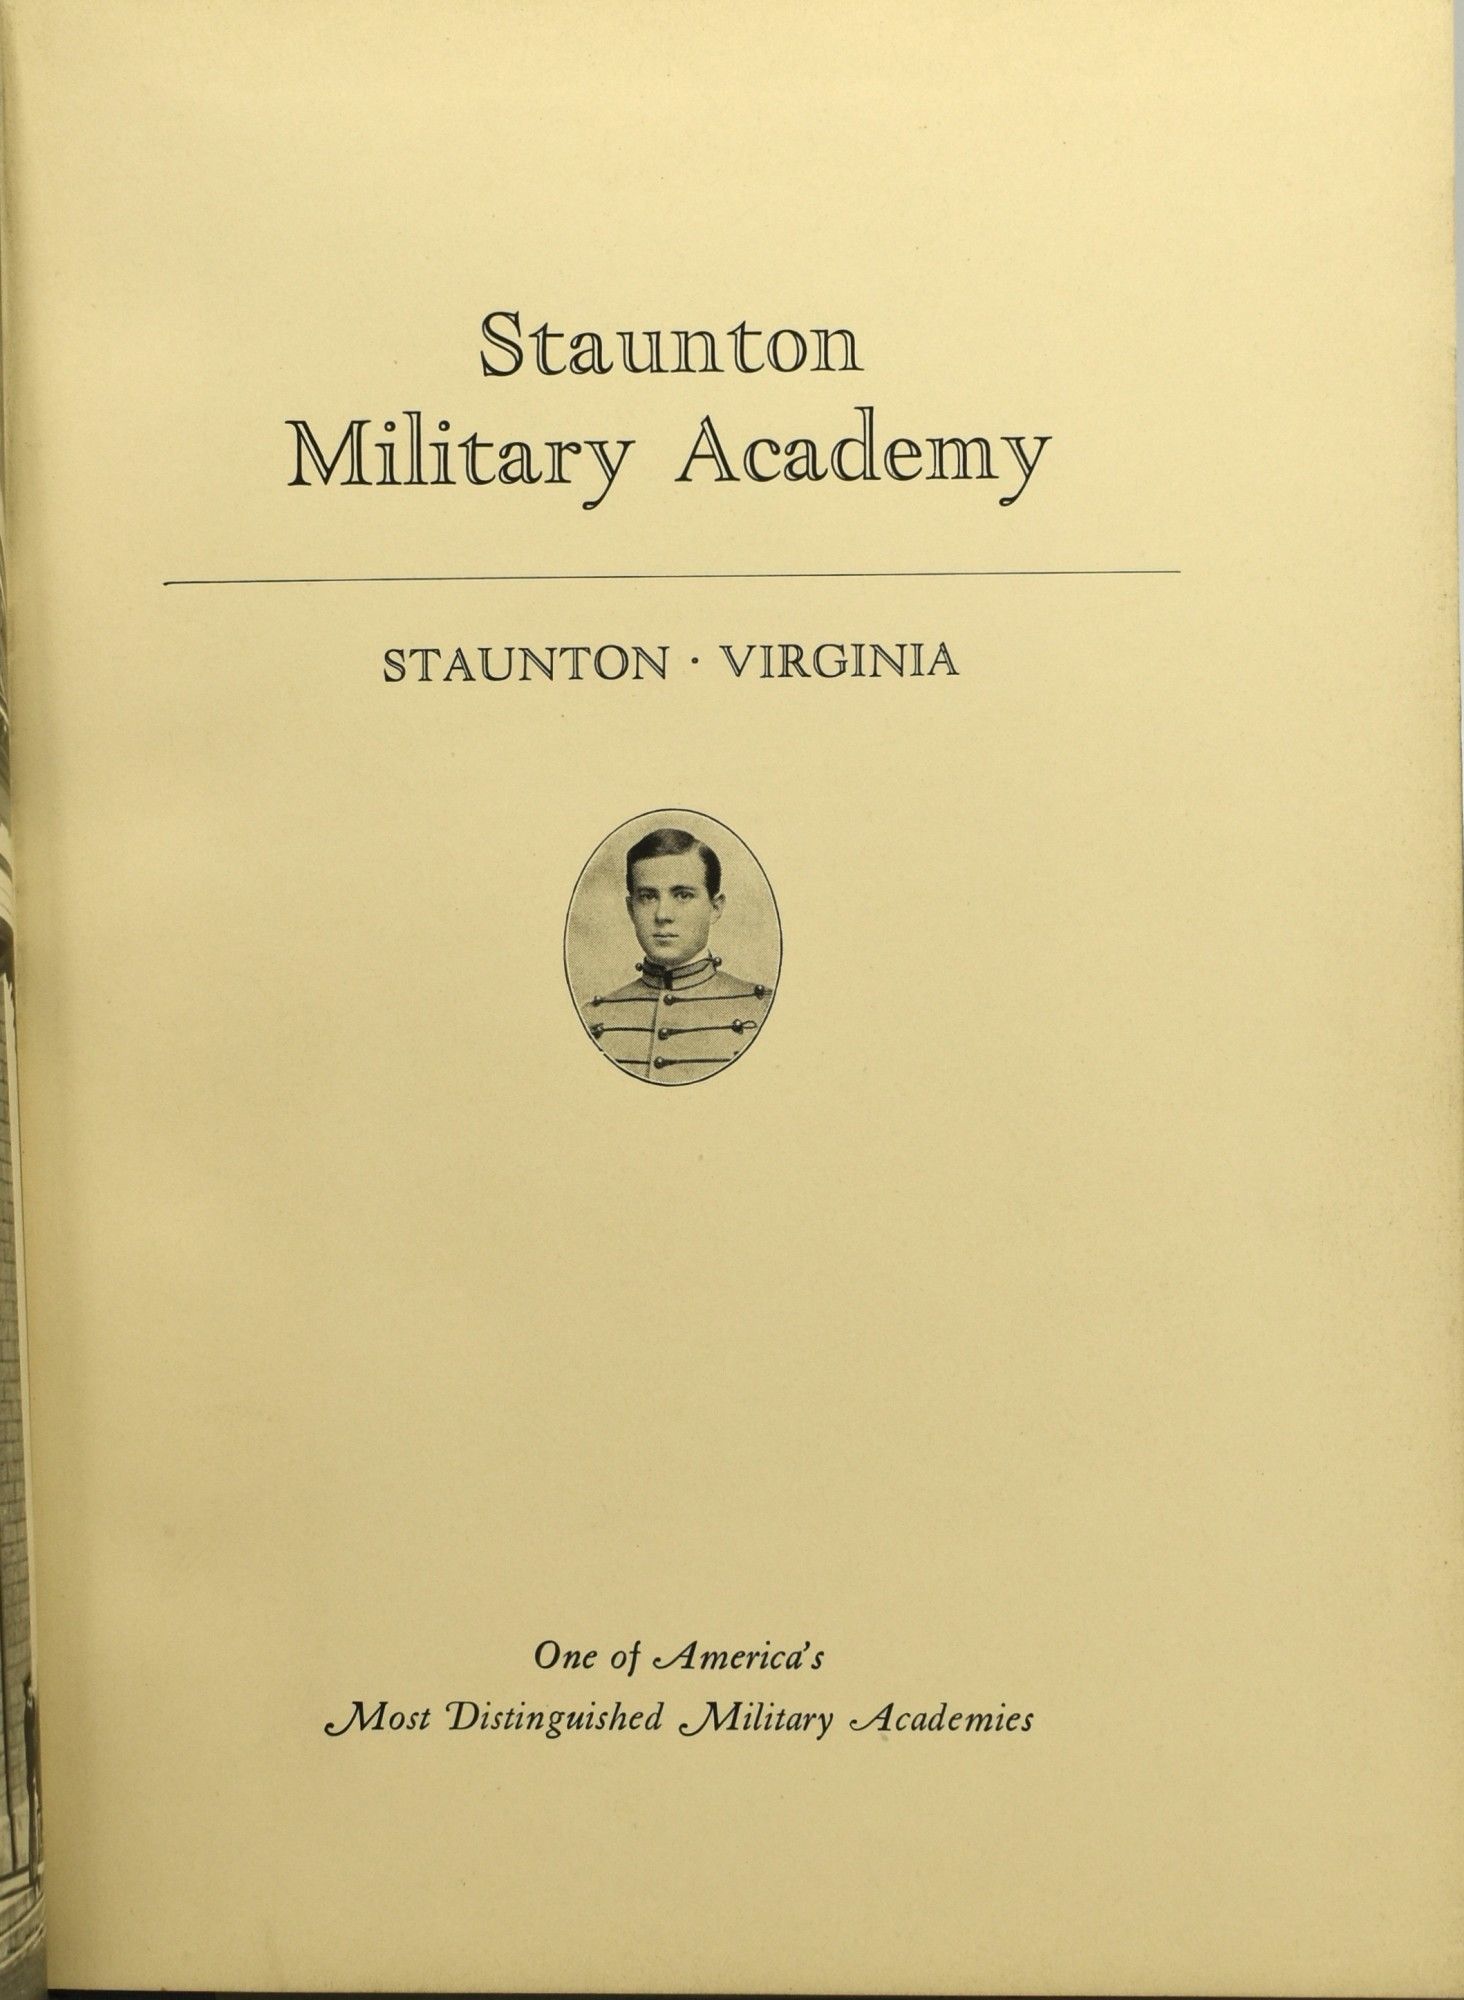 Staunton
Military Academy
STAUNTON · VIRGINIA
One of America's
Most Distinguished Military Academies